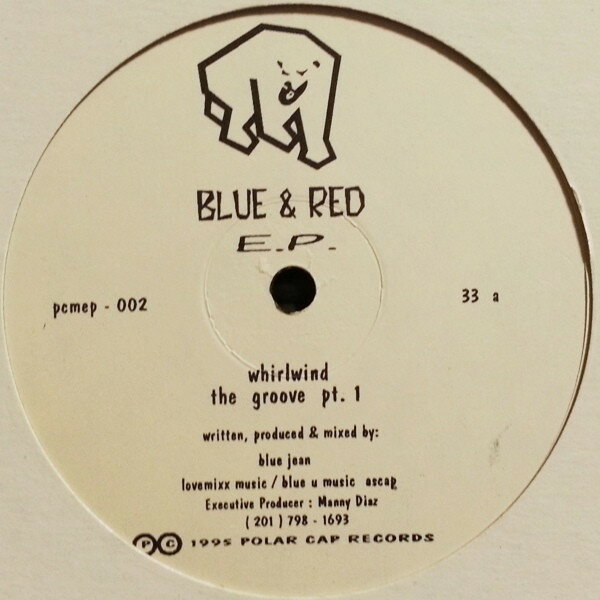 BLUE & RED
E.P.
pcmep - 002
33 a
whirlwind
the groove pt. 1
written, produced & mixed by:
blue jean
lovemixx music / blue u music ascap
Executive Producer : Manny Diaz
( 201 ) 798 - 1693
P C 1995 POLAR CAP RECORDS